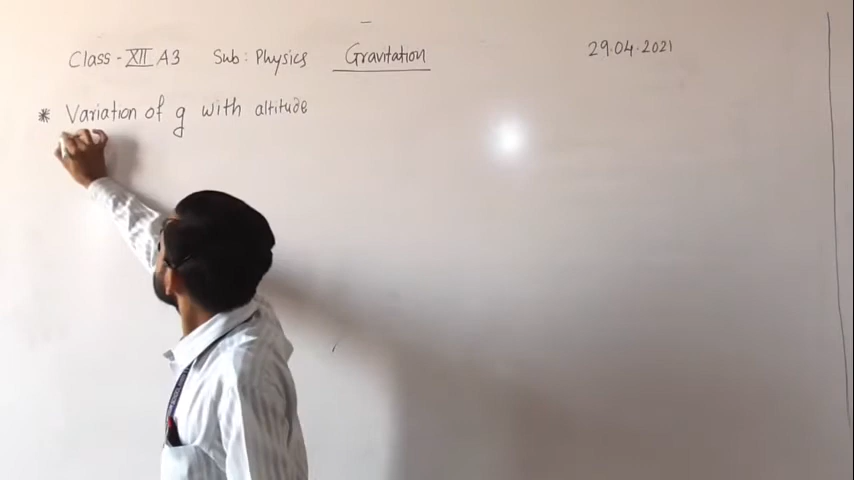 Class - XII A3 Sub : Physics Gravitation 29.04.2021
* Variation of g with altitude